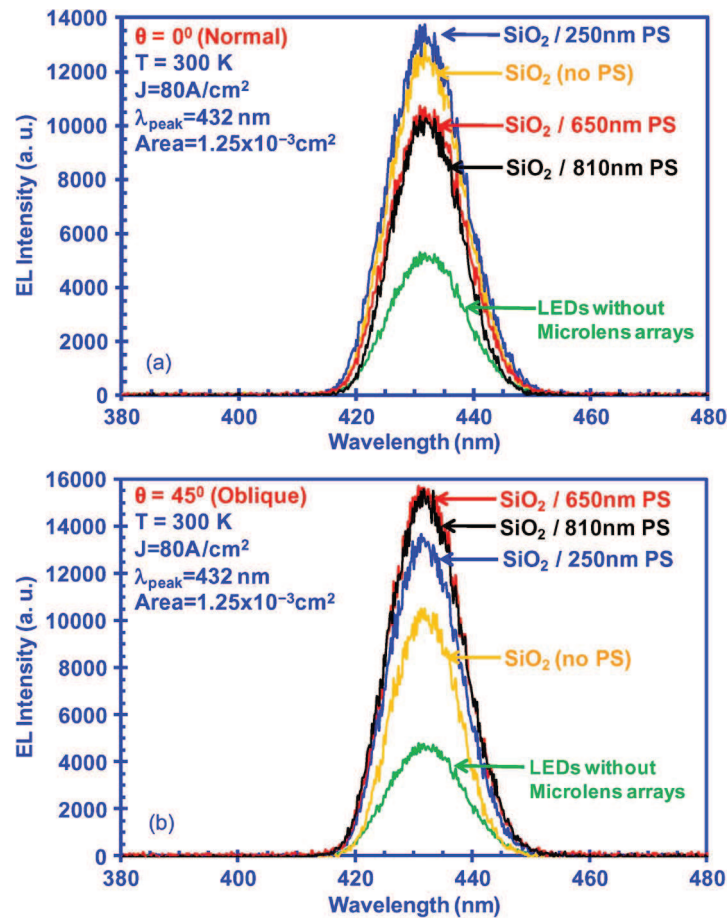 14000
12000
10000
8000
6000
4000
2000
0
EL Intensity (a. u.)
θ = 0⁰ (Normal)
T = 300 K
J=80A/cm²
λpeak=432 nm
Area=1.25x10⁻³cm²
SiO₂ / 250nm PS
SiO₂ (no PS)
SiO₂ / 650nm PS
SiO₂ / 810nm PS
LEDs without
Microlens arrays
(a)
380 400 420 440 460 480
Wavelength (nm)
16000
14000
12000
10000
8000
6000
4000
2000
0
EL Intensity (a. u.)
θ = 45⁰ (Oblique)
T = 300 K
J=80A/cm²
λpeak=432 nm
Area=1.25x10⁻³cm²
SiO₂ / 650nm PS
SiO₂ / 810nm PS
SiO₂ / 250nm PS
SiO₂ (no PS)
LEDs without
Microlens arrays
(b)
380 400 420 440 460 480
Wavelength (nm)